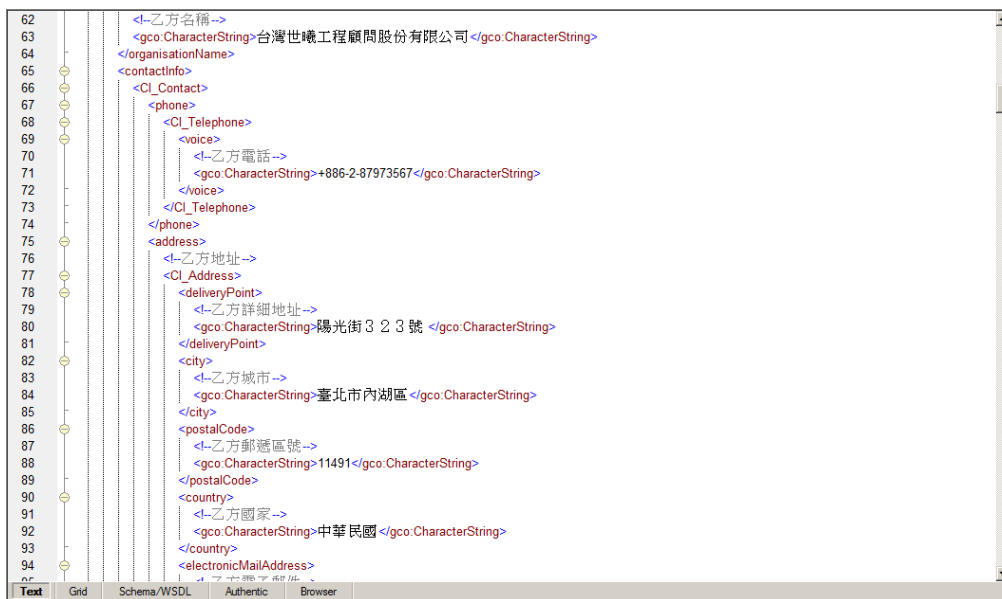 62 <!--乙方名稱-->
63 <gco:CharacterString>台灣世曦工程顧問股份有限公司</gco:CharacterString>
64 </organisationName>
65 <contactInfo>
66 <CI_Contact>
67 <phone>
68 <CI_Telephone>
69 <voice>
70 <!--乙方電話-->
71 <gco:CharacterString>+886-2-87973567</gco:CharacterString>
72 </voice>
73 </CI_Telephone>
74 </phone>
75 <address>
76 <!--乙方地址-->
77 <CI_Address>
78 <deliveryPoint>
79 <!--乙方詳細地址-->
80 <gco:CharacterString>陽光街３２３號 </gco:CharacterString>
81 </deliveryPoint>
82 <city>
83 <!--乙方城市-->
84 <gco:CharacterString>臺北市內湖區</gco:CharacterString>
85 </city>
86 <postalCode>
87 <!--乙方郵遞區號-->
88 <gco:CharacterString>11491</gco:CharacterString>
89 </postalCode>
90 <country>
91 <!--乙方國家-->
92 <gco:CharacterString>中華民國</gco:CharacterString>
93 </country>
94 <electronicMailAddress>
Text Grid Schema/WSDL Authentic Browser